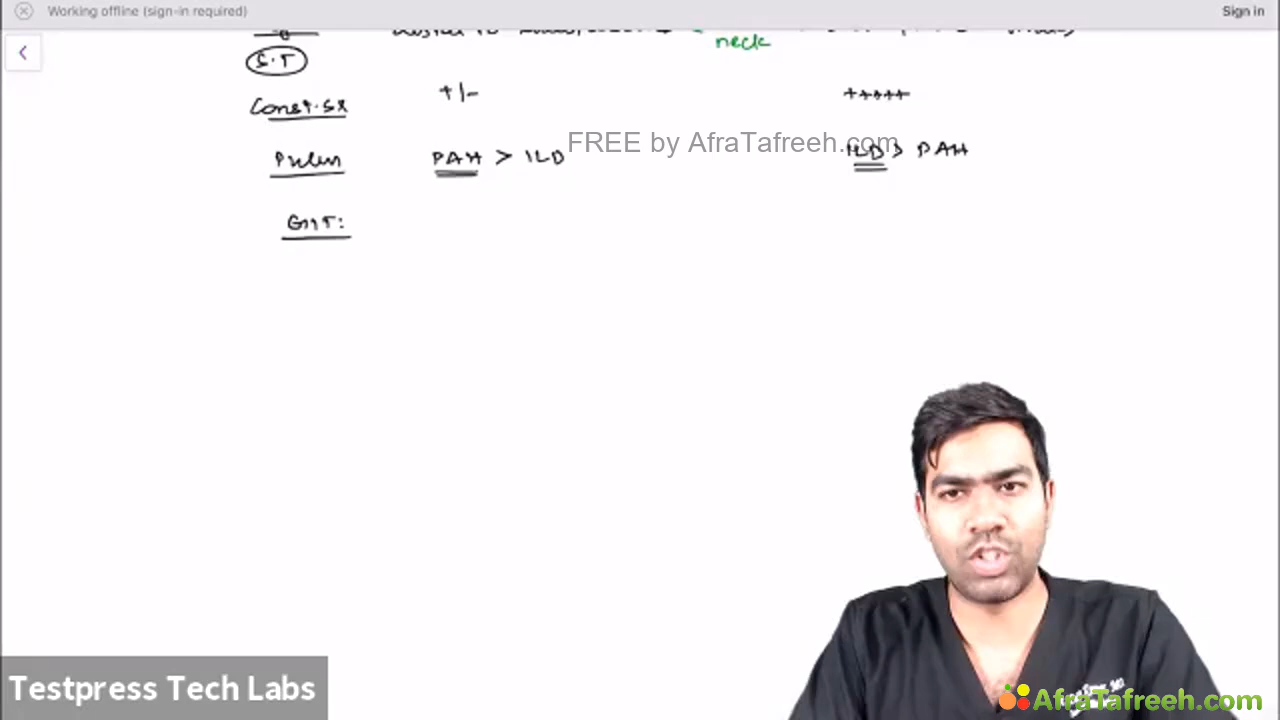 Working offline (sign-in required) Sign in
neck
S.T
Const. Sx +/- +++++
FREE by AfraTafreeh.com
Pulm PAH > ILD ILD > PAH
GIT:
Testpress Tech Labs
AfraTafreeh.com